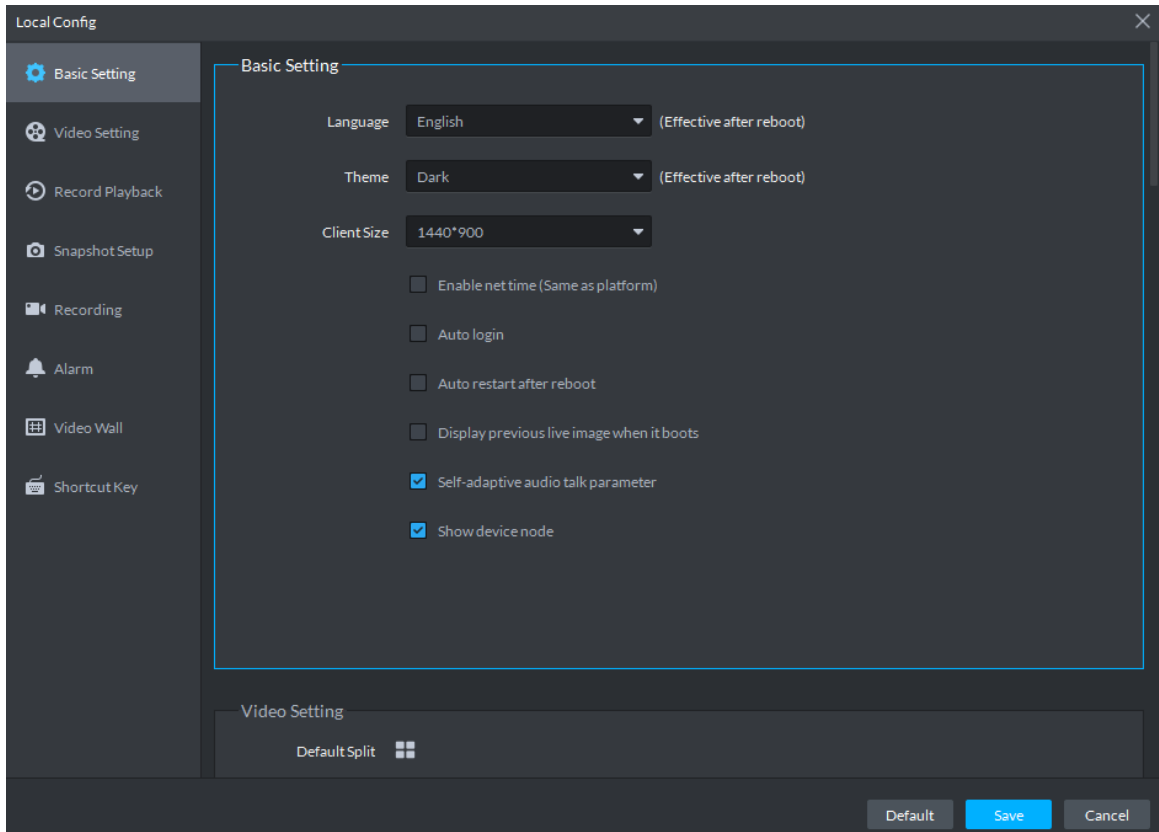 Local Config
Basic Setting
Video Setting
Record Playback
Snapshot Setup
Recording
Alarm
Video Wall
Shortcut Key
Basic Setting
Language English (Effective after reboot)
Theme Dark (Effective after reboot)
Client Size 1440*900
Enable net time (Same as platform)
Auto login
Auto restart after reboot
Display previous live image when it boots
Self-adaptive audio talk parameter
Show device node
Video Setting
Default Split
Default Save Cancel